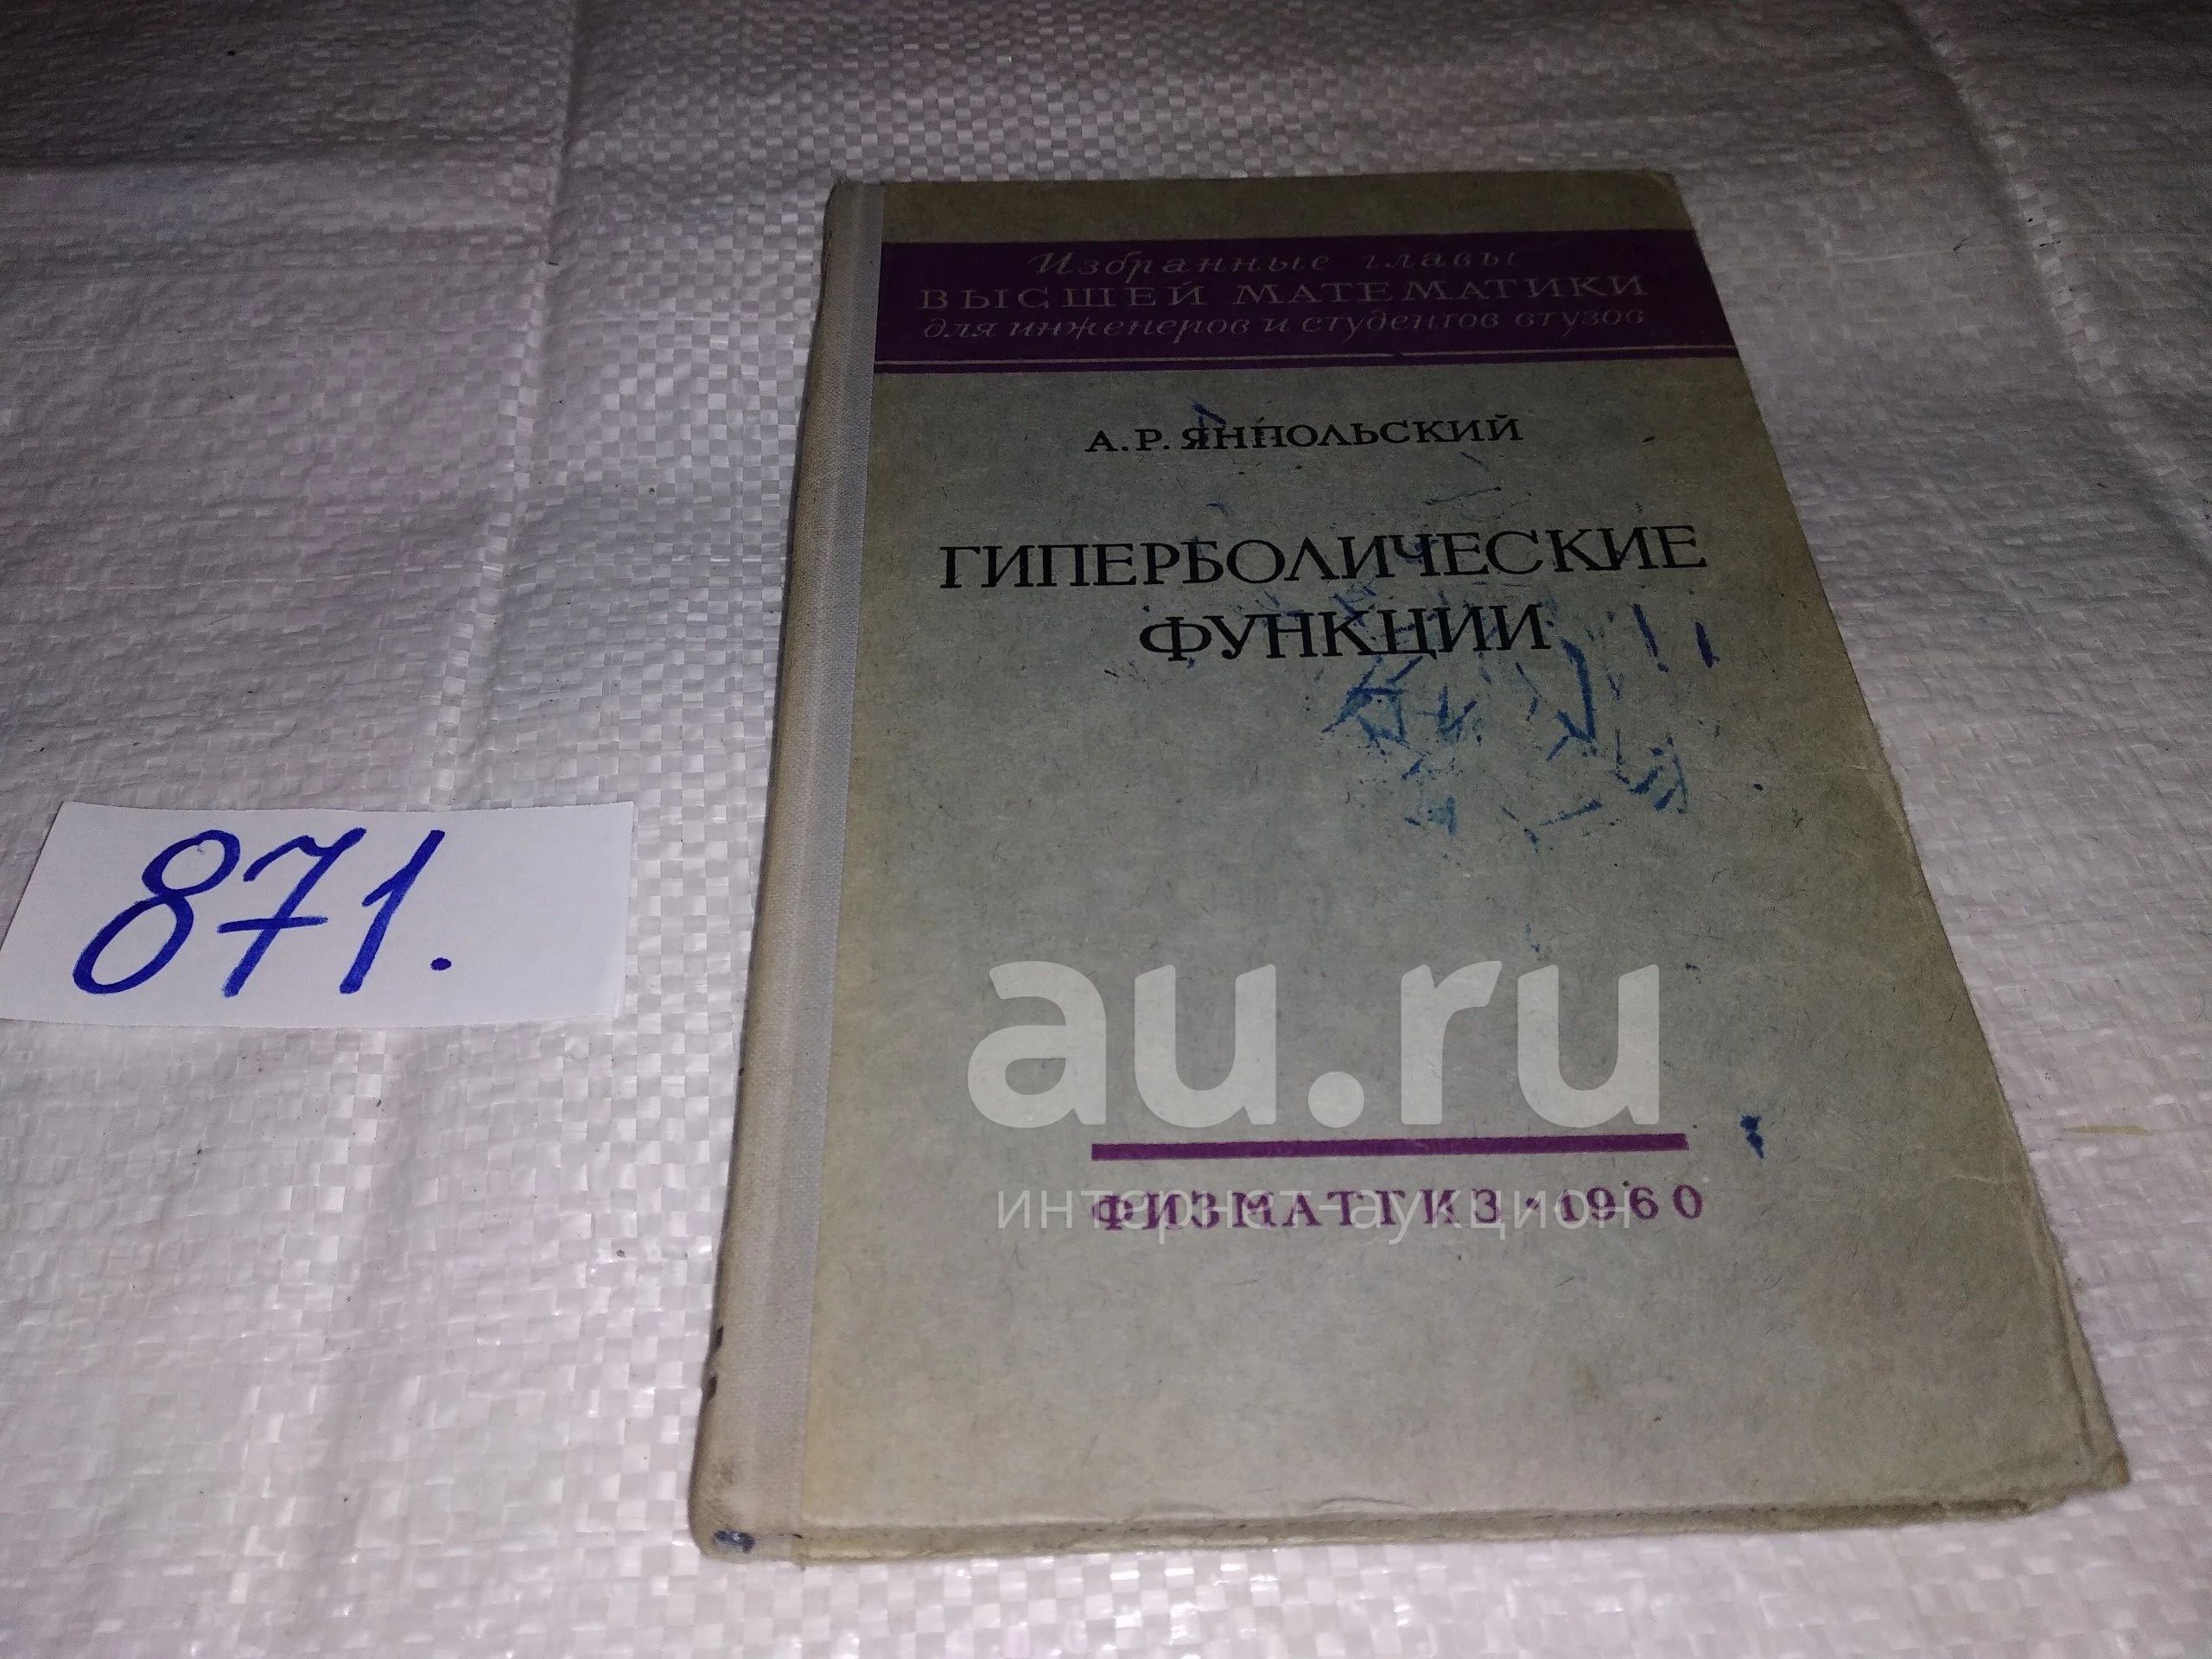 Избранные главы
ВЫСШЕЙ МАТЕМАТИКИ
для инженеров и студентов втузов
А.Р. ЯНПОЛЬСКИЙ
ГИПЕРБОЛИЧЕСКИЕ
ФУНКЦИИ
871.
au.ru
интернет-аукцион
ФИЗМАТГИЗ · 1960